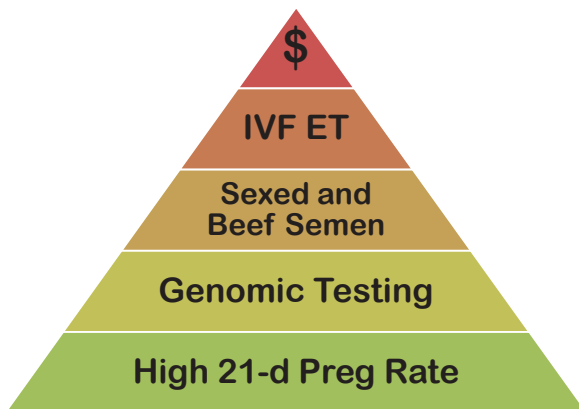 $
IVF ET
Sexed and
Beef Semen
Genomic Testing
High 21-d Preg Rate